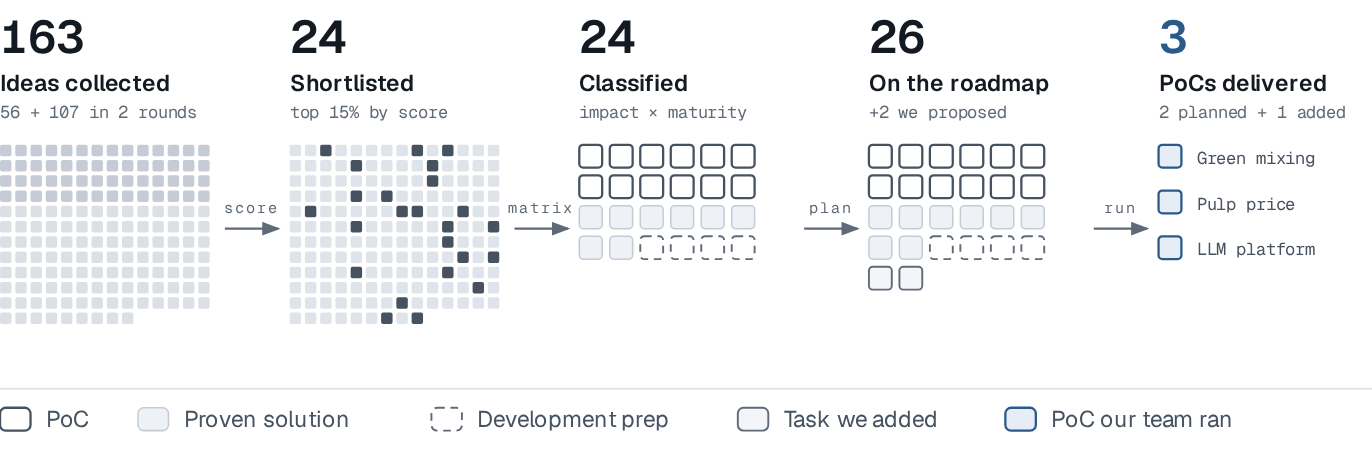 163
Ideas collected
56 + 107 in 2 rounds
score
24
Shortlisted
top 15% by score
matrix
24
Classified
impact × maturity
plan
26
On the roadmap
+2 we proposed
run
3
PoCs delivered
2 planned + 1 added
Green mixing
Pulp price
LLM platform
PoC
Proven solution
Development prep
Task we added
PoC our team ran